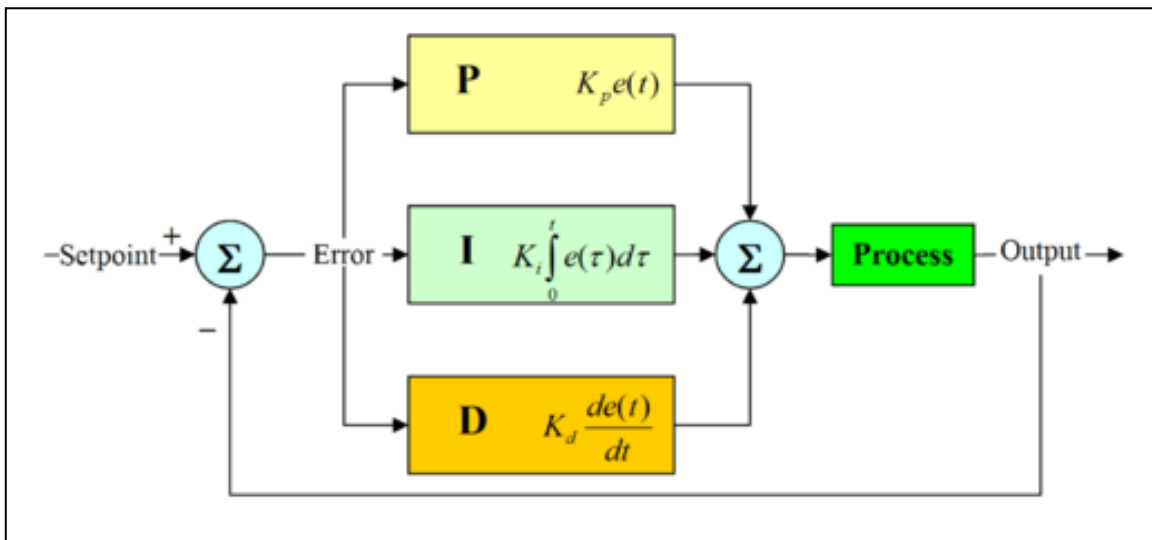 P K_p e(t)
+
–Setpoint Σ Error I K_i ∫_0^t e(τ)dτ Σ Process Output
–
D K_d de(t)/dt